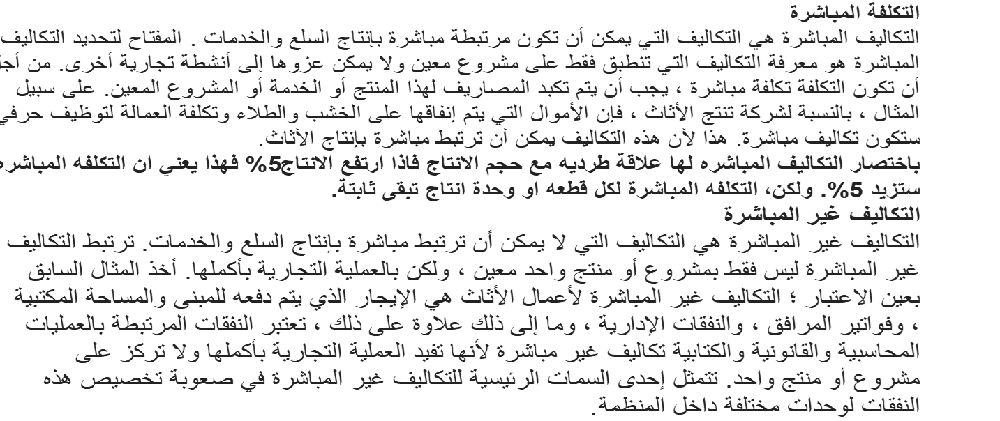 التكلفة المباشرة
التكاليف المباشرة هي التكاليف التي يمكن أن تكون مرتبطة مباشرة بإنتاج السلع والخدمات . المفتاح لتحديد التكاليف
المباشرة هو معرفة التكاليف التي تنطبق فقط على مشروع معين ولا يمكن عزوها إلى أنشطة تجارية أخرى. من
أن تكون التكلفة تكلفة مباشرة ، يجب أن يتم تكبد المصاريف لهذا المنتج أو الخدمة أو المشروع المعين. على سبيل
المثال ، بالنسبة لشركة تنتج الأثاث ، فإن الأموال التي يتم إنفاقها على الخشب والطلاء وتكلفة العمالة لتوظيف حرفي
ستكون تكاليف مباشرة. هذا لأن هذه التكاليف يمكن أن ترتبط مباشرة بإنتاج الأثاث.
باختصار التكاليف المباشره لها علاقة طرديه مع حجم الانتاج فاذا ارتفع الانتاج5% فهذا يعني ان التكلفه
ستزيد 5%. ولكن، التكلفه المباشرة لكل قطعه او وحدة انتاج تبقى ثابتة.
التكاليف غير المباشرة
التكاليف غير المباشرة هي التكاليف التي لا يمكن أن ترتبط مباشرة بإنتاج السلع والخدمات. ترتبط التكاليف
غير المباشرة ليس فقط بمشروع أو منتج واحد معين ، ولكن بالعملية التجارية بأكملها. أخذ المثال السابق
بعين الاعتبار ؛ التكاليف غير المباشرة لأعمال الأثاث هي الإيجار الذي يتم دفعه للمبنى والمساحة المكتبية
، وفواتير المرافق ، والنفقات الإدارية ، وما إلى ذلك علاوة على ذلك ، تعتبر النفقات المرتبطة بالعمليات
المحاسبية والقانونية والكتابية تكاليف غير مباشرة لأنها تفيد العملية التجارية بأكملها ولا تركز على
مشروع أو منتج واحد. تتمثل إحدى السمات الرئيسية للتكاليف غير المباشرة في صعوبة تخصيص هذه
النفقات لوحدات مختلفة داخل المنظمة.